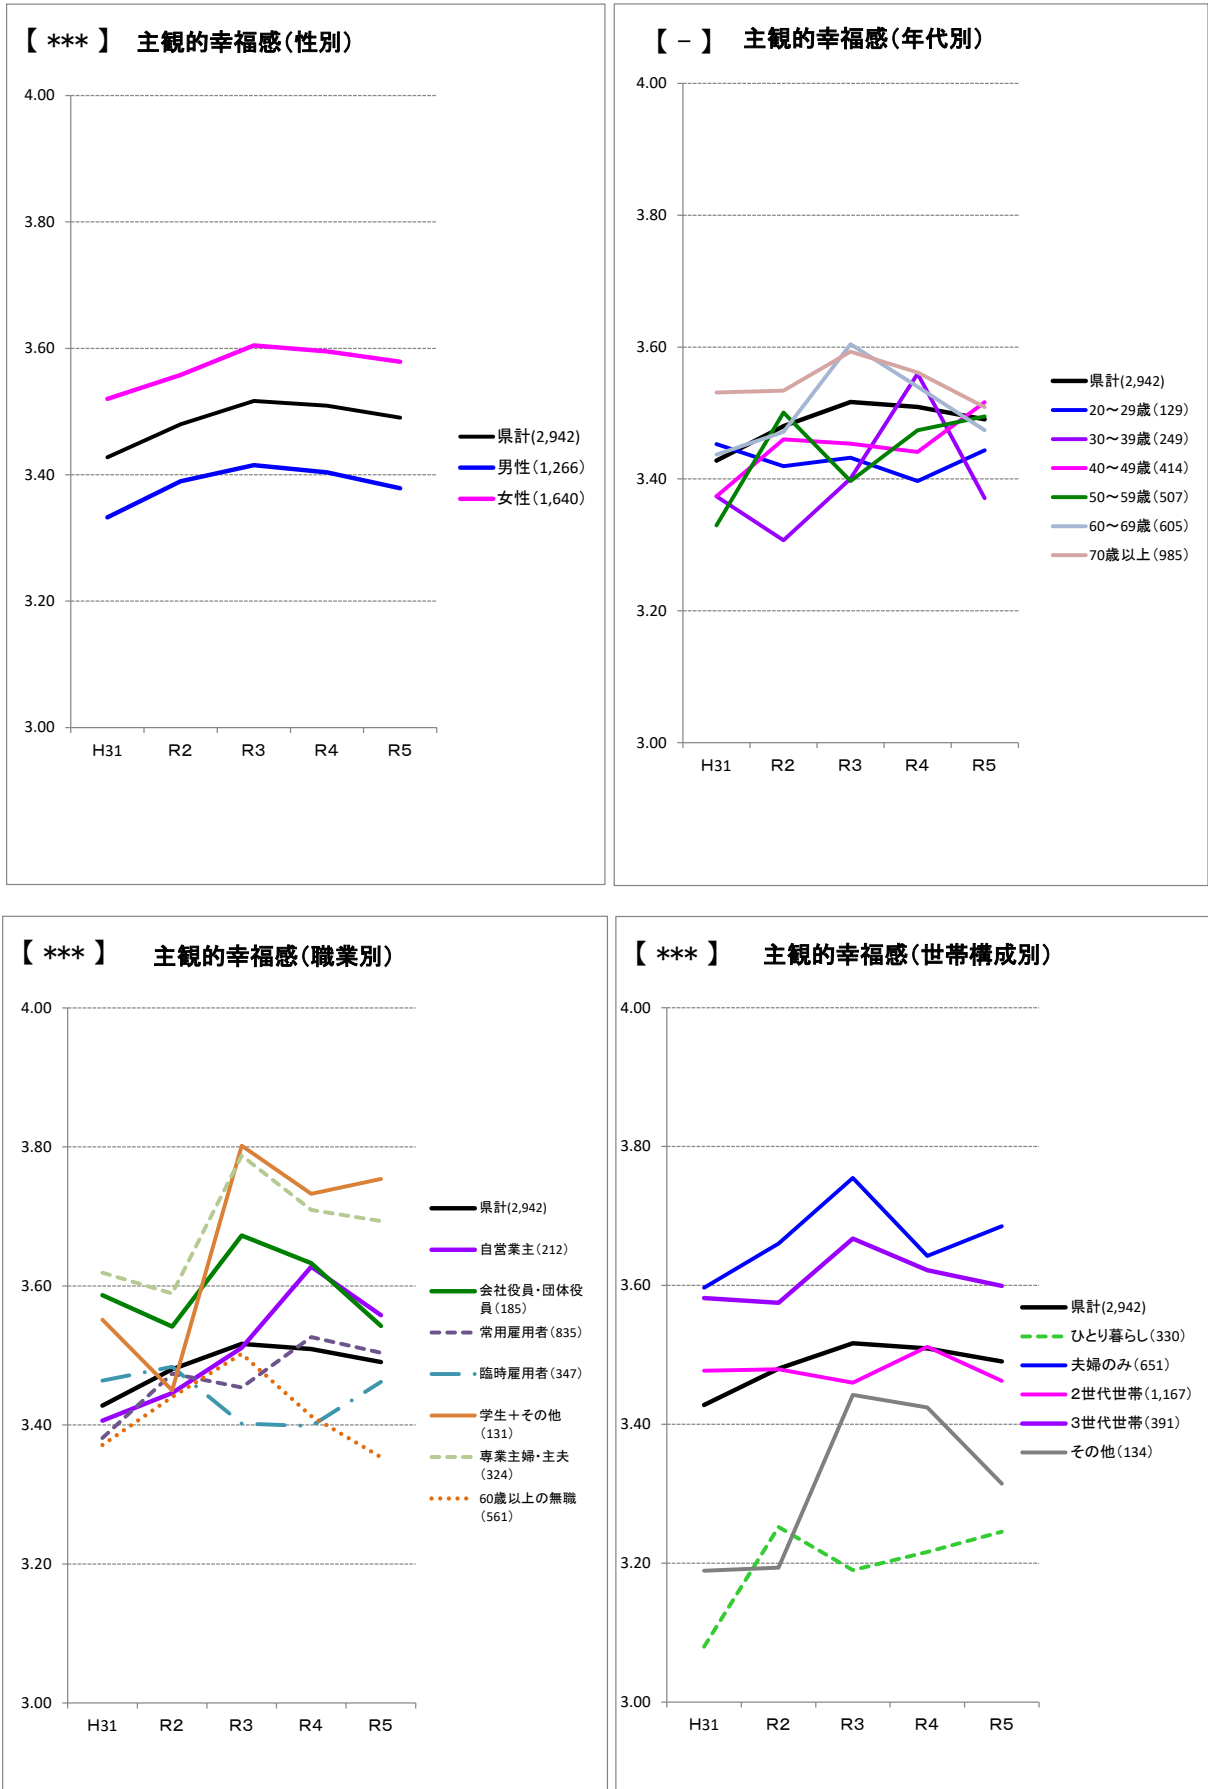 【 *** 】 主観的幸福感(性別)
4.00
3.80
3.60
3.40
3.20
3.00
H31 R2 R3 R4 R5
県計(2,942)
男性(1,266)
女性(1,640)
【 − 】 主観的幸福感(年代別)
4.00
3.80
3.60
3.40
3.20
3.00
H31 R2 R3 R4 R5
県計(2,942)
20～29歳(129)
30～39歳(249)
40～49歳(414)
50～59歳(507)
60～69歳(605)
70歳以上(985)
【 *** 】 主観的幸福感(職業別)
4.00
3.80
3.60
3.40
3.20
3.00
H31 R2 R3 R4 R5
県計(2,942)
自営業主(212)
会社役員・団体役
員(185)
常用雇用者(835)
臨時雇用者(347)
学生＋その他
(131)
専業主婦・主夫
(324)
60歳以上の無職
(561)
【 *** 】 主観的幸福感(世帯構成別)
4.00
3.80
3.60
3.40
3.20
3.00
H31 R2 R3 R4 R5
県計(2,942)
ひとり暮らし(330)
夫婦のみ(651)
2世代世帯(1,167)
3世代世帯(391)
その他(134)